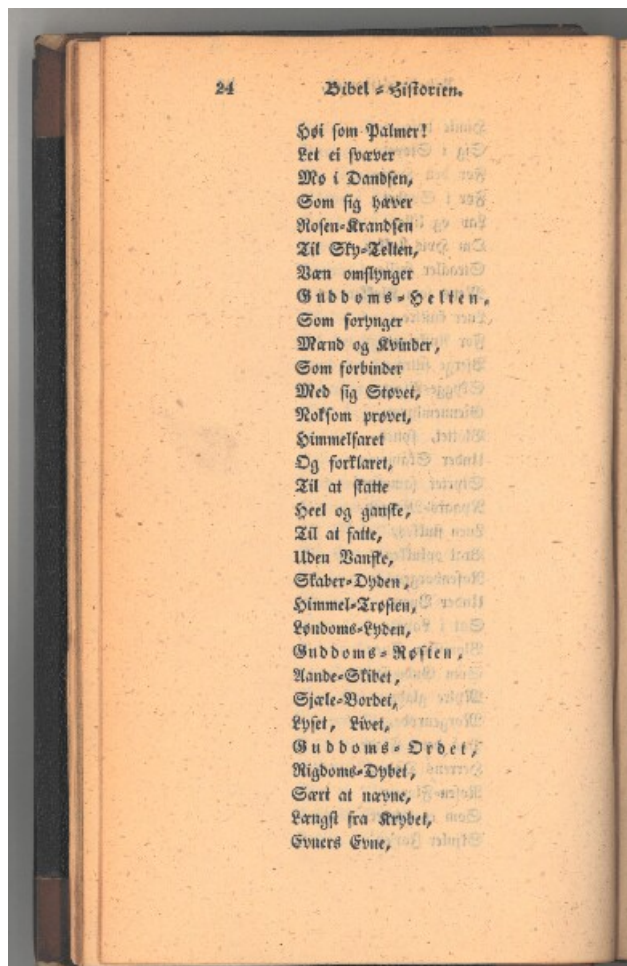 24 Bibel-Historien.
Høi som Palmer!
Let ei svæver
Mø i Dandsen,
Som sig hæver
Rosen-Krandsen
Til Sky-Telten,
Væn omslynger
Guddoms-Helten,
Som forynger
Mænd og Kvinder,
Som forbinder
Med sig Støvet,
Noksom prøvet,
Himmelfaret
Og forklaret,
Til at skatte
Heel og ganske,
Til at fatte,
Uden Vanske,
Skaber-Dyden,
Himmel-Trøsten,
Løndoms-Lyden,
Guddoms-Røsten,
Aande-Skibet,
Sjæle-Bordet,
Lyset, Livet,
Guddoms-Ordet,
Rigdoms-Dybet,
Sært at nævne,
Længst fra Krybet,
Evners Evne,